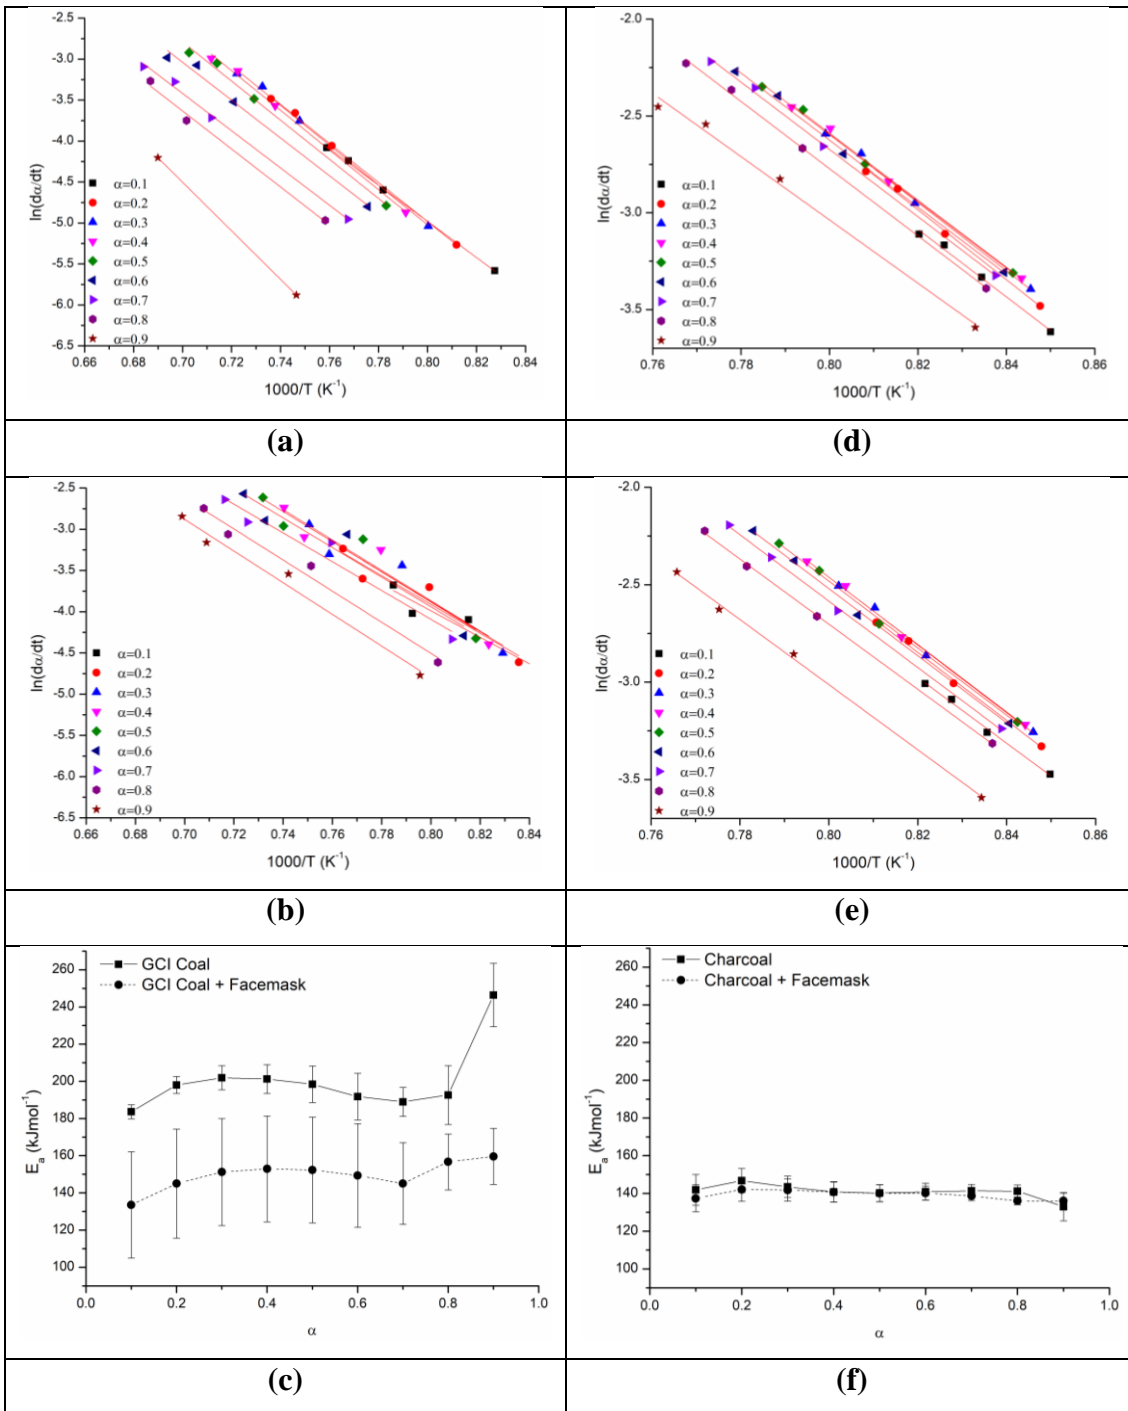 -2.5
-3.0
-3.5
-4.0
-4.5
-5.0
-5.5
-6.0
-6.5
ln(dα/dt)
α=0.1
α=0.2
α=0.3
α=0.4
α=0.5
α=0.6
α=0.7
α=0.8
α=0.9
0.66 0.68 0.70 0.72 0.74 0.76 0.78 0.80 0.82 0.84
1000/T (K⁻¹)
(a)
-2.0
-2.5
-3.0
-3.5
ln(dα/dt)
α=0.1
α=0.2
α=0.3
α=0.4
α=0.5
α=0.6
α=0.7
α=0.8
α=0.9
0.76 0.78 0.80 0.82 0.84 0.86
1000/T (K⁻¹)
(d)
-2.5
-3.0
-3.5
-4.0
-4.5
-5.0
-5.5
-6.0
-6.5
ln(dα/dt)
α=0.1
α=0.2
α=0.3
α=0.4
α=0.5
α=0.6
α=0.7
α=0.8
α=0.9
0.66 0.68 0.70 0.72 0.74 0.76 0.78 0.80 0.82 0.84
1000/T (K⁻¹)
(b)
-2.0
-2.5
-3.0
-3.5
ln(dα/dt)
α=0.1
α=0.2
α=0.3
α=0.4
α=0.5
α=0.6
α=0.7
α=0.8
α=0.9
0.76 0.78 0.80 0.82 0.84 0.86
1000/T (K⁻¹)
(e)
GCI Coal
GCI Coal + Facemask
260
240
220
200
180
160
140
120
100
Eₐ (kJmol⁻¹)
0.0 0.2 0.4 0.6 0.8 1.0
α
(c)
Charcoal
Charcoal + Facemask
260
240
220
200
180
160
140
120
100
Eₐ (kJmol⁻¹)
0.0 0.2 0.4 0.6 0.8 1.0
α
(f)